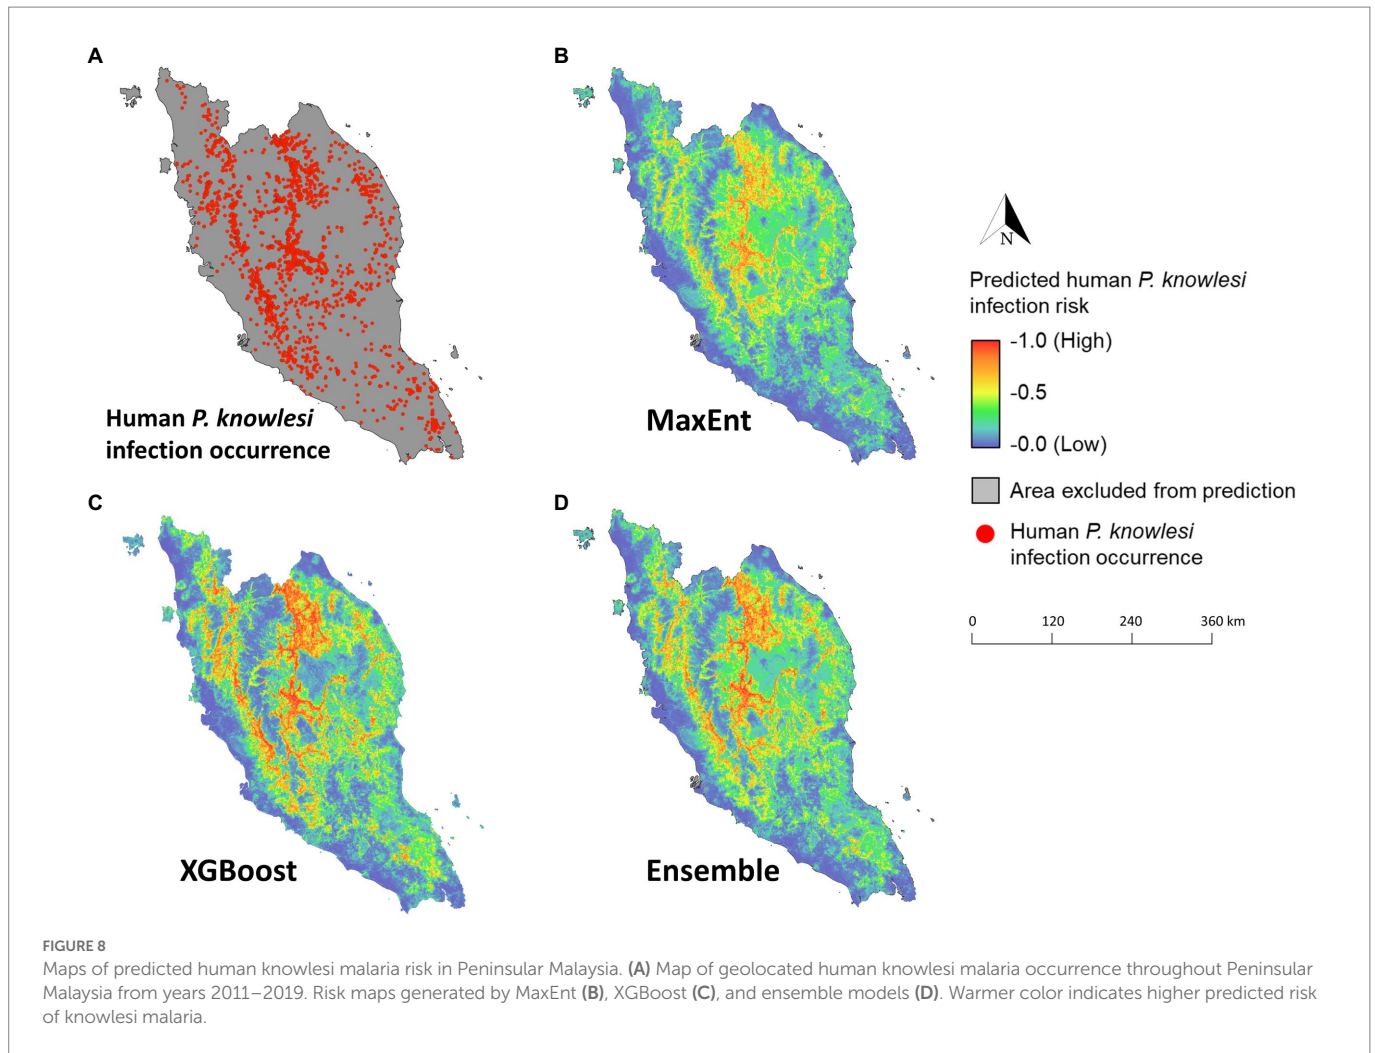 A
B
Human P. knowlesi
infection occurrence
MaxEnt
N
Predicted human P. knowlesi
infection risk
-1.0 (High)
-0.5
-0.0 (Low)
Area excluded from prediction
Human P. knowlesi
infection occurrence
0 120 240 360 km
C
D
XGBoost
Ensemble
FIGURE 8
Maps of predicted human knowlesi malaria risk in Peninsular Malaysia. (A) Map of geolocated human knowlesi malaria occurrence throughout Peninsular
Malaysia from years 2011–2019. Risk maps generated by MaxEnt (B), XGBoost (C), and ensemble models (D). Warmer color indicates higher predicted risk
of knowlesi malaria.